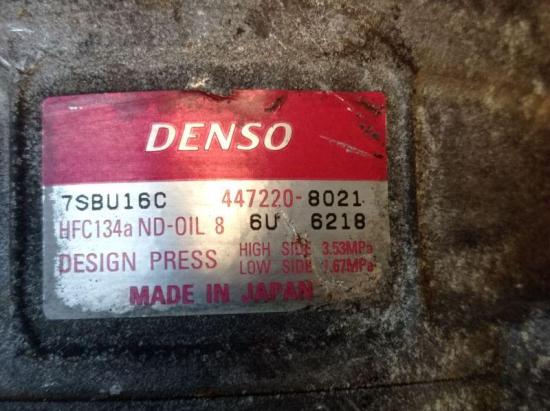 DENSO
7SBU16C 447220-8021
HFC134a ND-OIL 8 6U 6218
DESIGN PRESS HIGH SIDE 3.53MPa
LOW SIDE 1.67MPa
MADE IN JAPAN